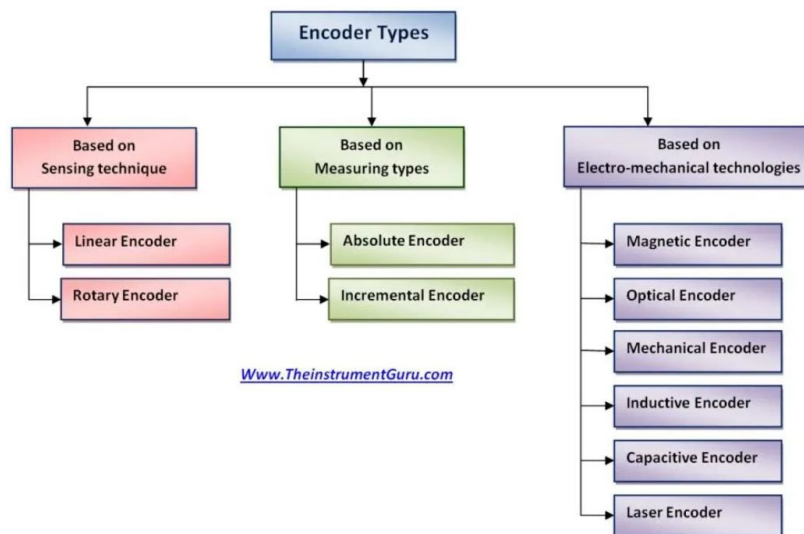 Encoder Types
Based on
Sensing technique
Linear Encoder
Rotary Encoder
Based on
Measuring types
Absolute Encoder
Incremental Encoder
Based on
Electro-mechanical technologies
Magnetic Encoder
Optical Encoder
Mechanical Encoder
Inductive Encoder
Capacitive Encoder
Laser Encoder
Www.TheinstrumentGuru.com